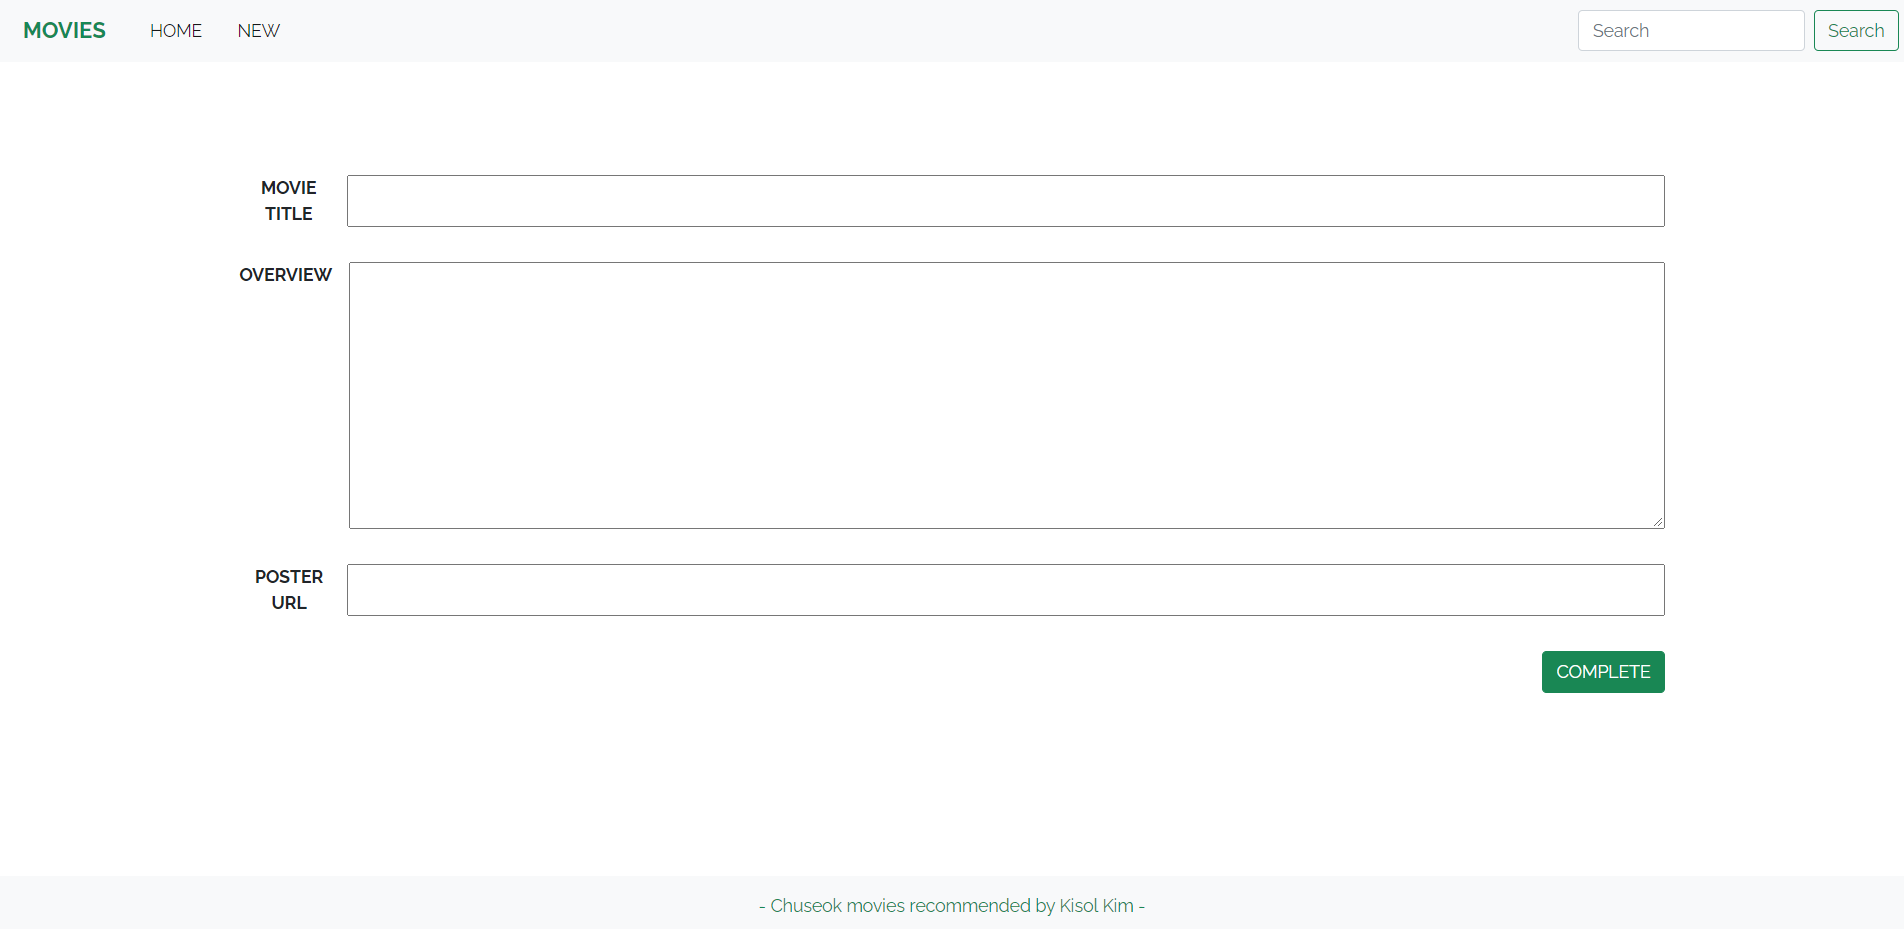 MOVIES HOME NEW Search Search
MOVIE
TITLE
OVERVIEW
POSTER
URL
COMPLETE
- Chuseok movies recommended by Kisol Kim -